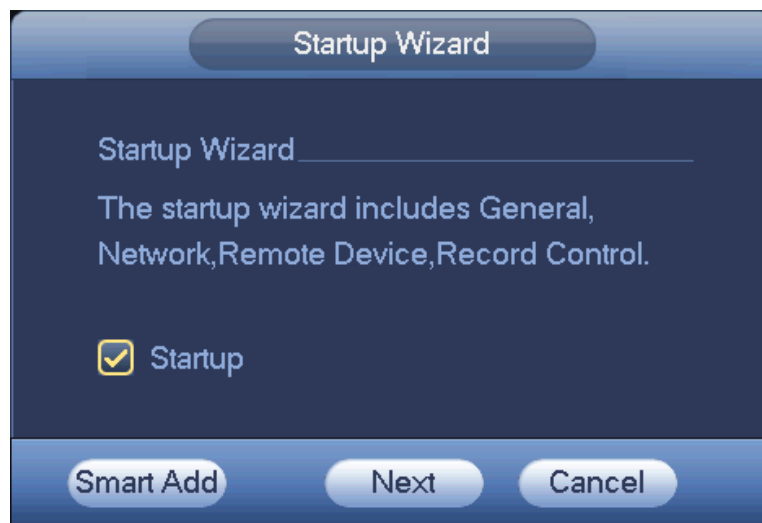 Startup Wizard
Startup Wizard
The startup wizard includes General,
Network,Remote Device,Record Control.
Startup
Smart Add Next Cancel